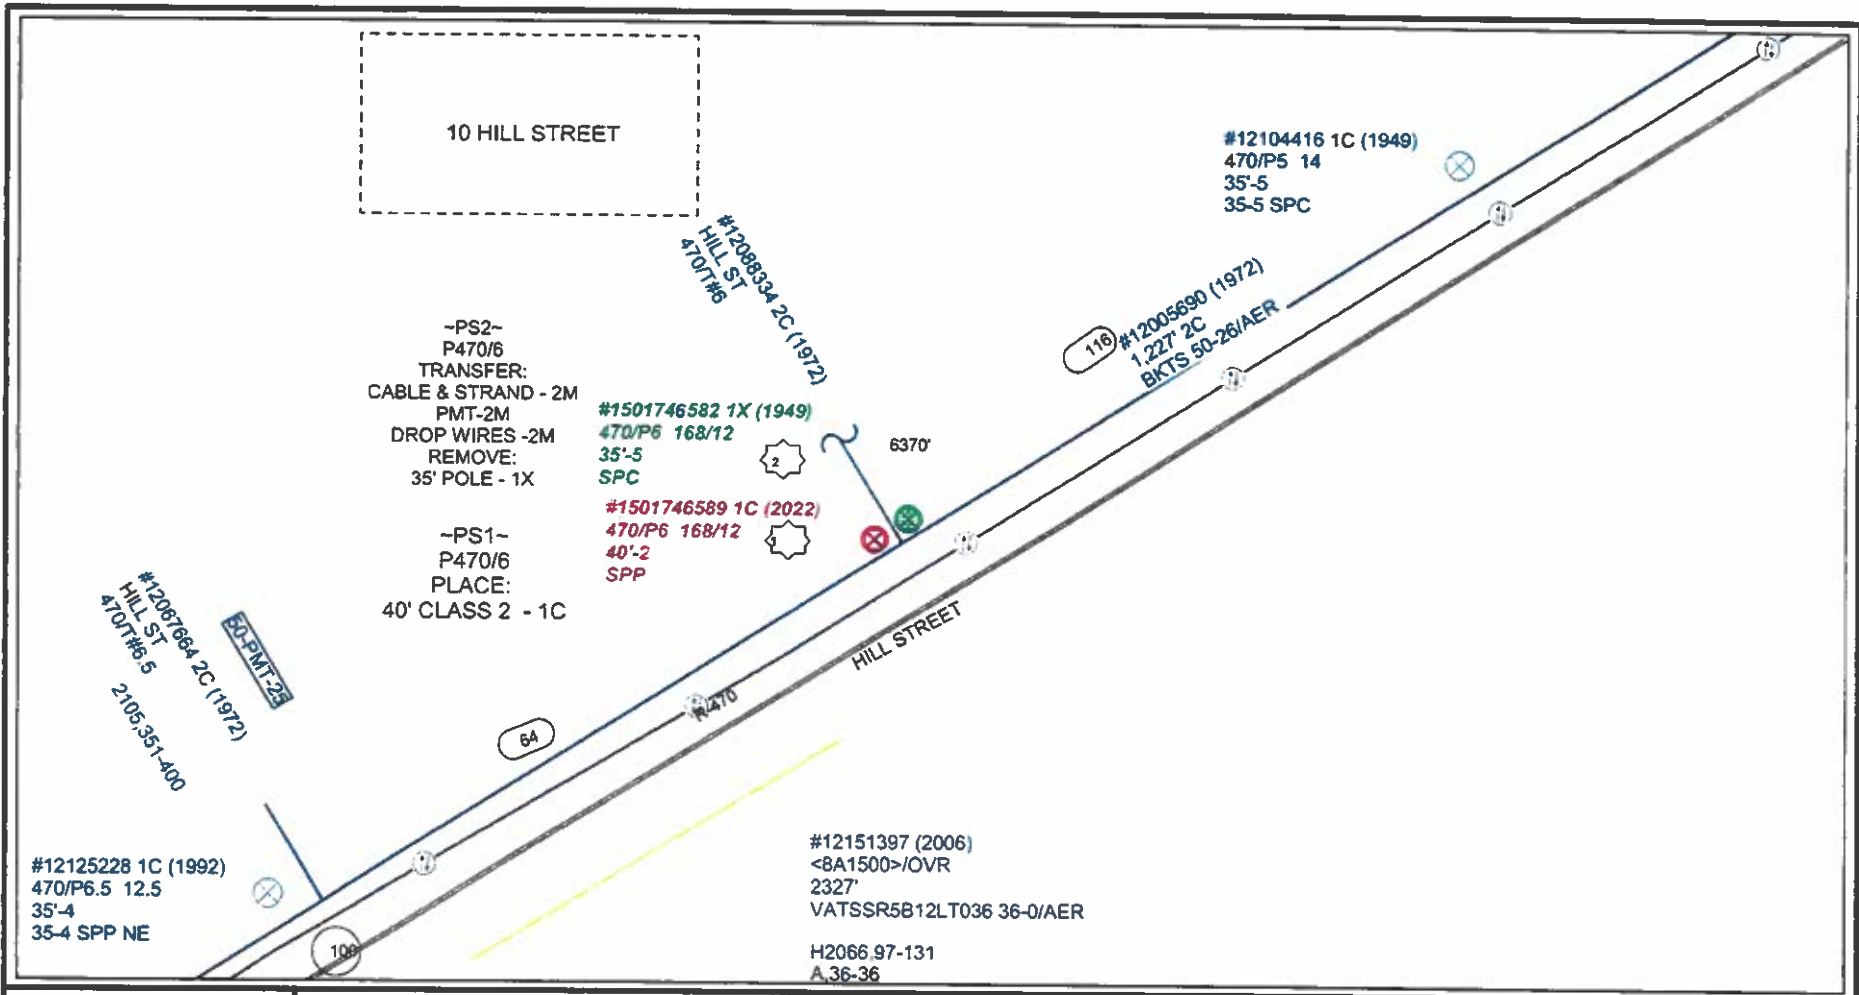 10 HILL STREET
#12104416 1C (1949)
470/P5 14
35'-5
35-5 SPC
#12088334 2C (1972)
HILL ST
470/T#6
116
#12005690 (1972)
1,227' 2C
BKTS 50-26/AER
~PS2~
P470/6
TRANSFER:
CABLE & STRAND - 2M
PMT-2M
DROP WIRES -2M
REMOVE:
35' POLE - 1X
#1501746582 1X (1949)
470/P6 168/12
35'-5
SPC
2
6370'
#1501746589 1C (2022)
470/P6 168/12
40'-2
SPP
1
~PS1~
P470/6
PLACE:
40' CLASS 2 - 1C
HILL STREET
#12067664 2C (1972)
HILL ST
470/T#6.5
50-PMT-25
2105,351-400
R/470
64
#12125228 1C (1992)
470/P6.5 12.5
35'-4
35-4 SPP NE
100
#12151397 (2006)
<8A1500>/OVR
2327'
VATSSR5B12LT036 36-0/AER
H2066,97-131
A,36-36